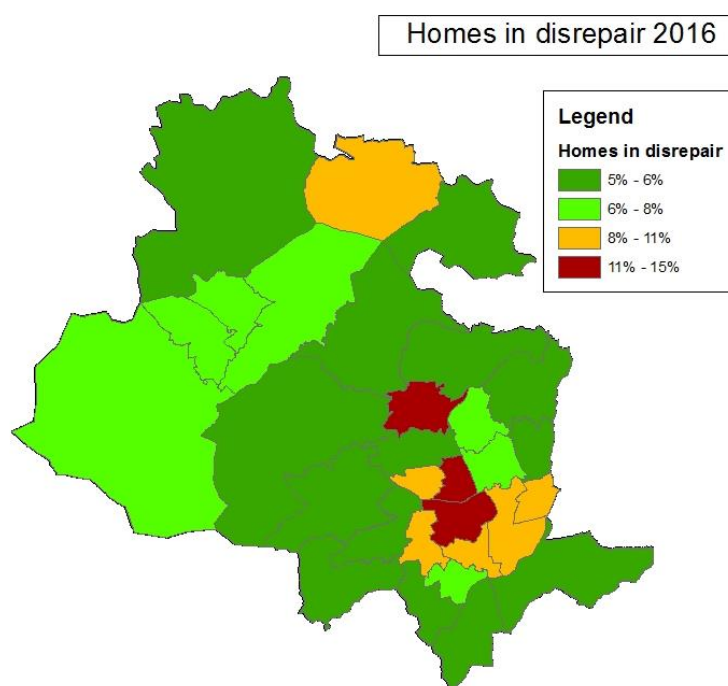 Homes in disrepair 2016
Legend
Homes in disrepair
5% - 6%
6% - 8%
8% - 11%
11% - 15%